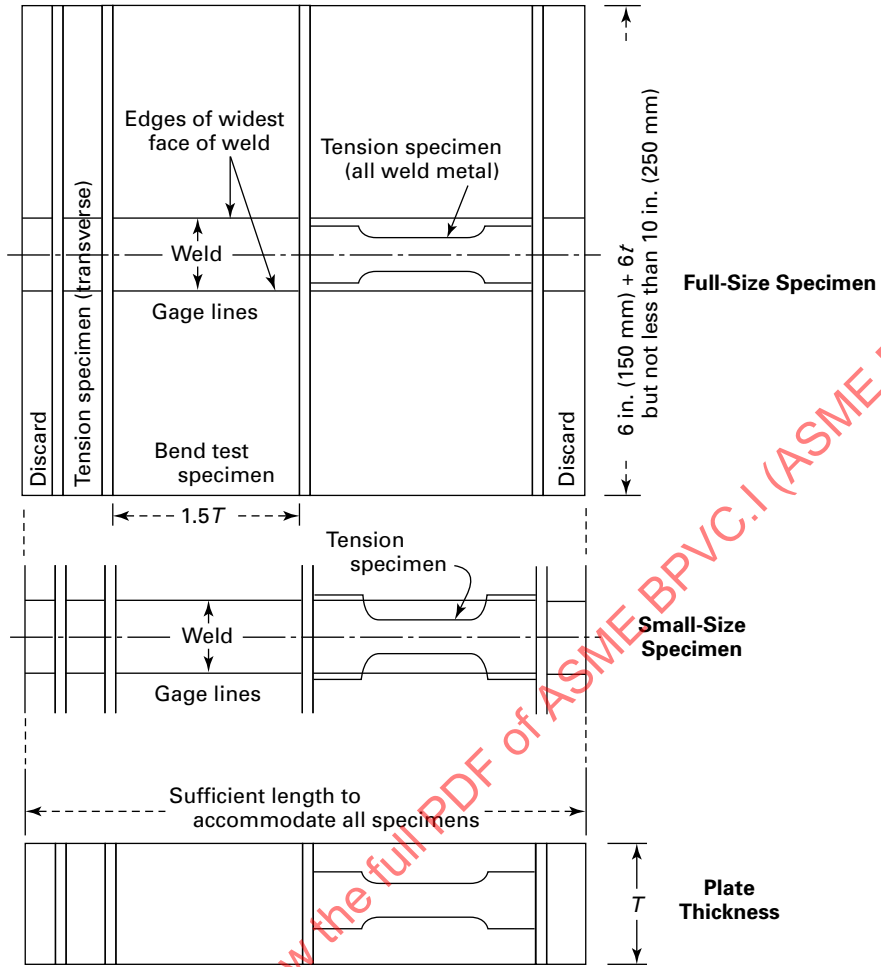 Edges of widest
face of weld
Tension specimen
(all weld metal)
Weld
Gage lines
Discard
Tension specimen (transverse)
Bend test
specimen
Discard
6 in. (150 mm) + 6t
but not less than 10 in. (250 mm)
Full-Size Specimen
1.5T
Tension
specimen
Weld
Gage lines
Small-Size
Specimen
Sufficient length to
accommodate all specimens
T
Plate
Thickness
the full PDF of ASME BPVC.I (ASME